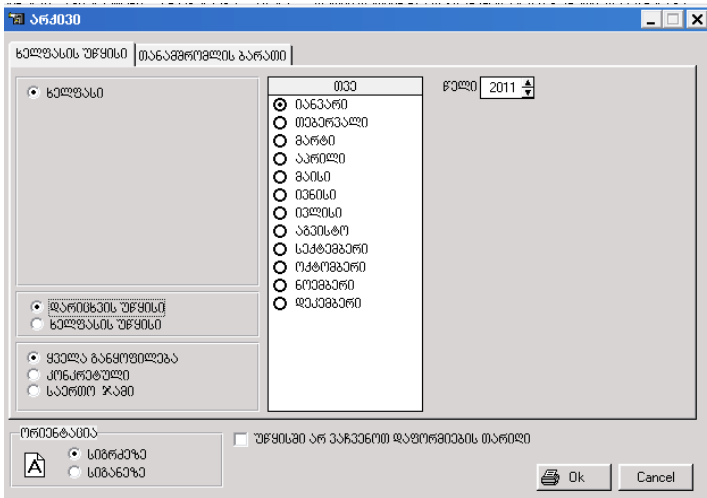 არქივი
ხელფასის უწყისი
თანამშრომლის ბარათი
ხელფასი
თვე
იანვარი
თებერვალი
მარტი
აპრილი
მაისი
ივნისი
ივლისი
აგვისტო
სექტემბერი
ოქტომბერი
ნოემბერი
დეკემბერი
წელი 2011
დარიცხვის უწყისი
ხელფასის უწყისი
ყველა განყოფილება
კონკრეტული
საერთო ჯამი
ორიენტაცია
A
სიგრძეზე
სიგანეზე
უწყისში არ ვაჩვენოთ დაფორმიების თარიღი
Ok
Cancel